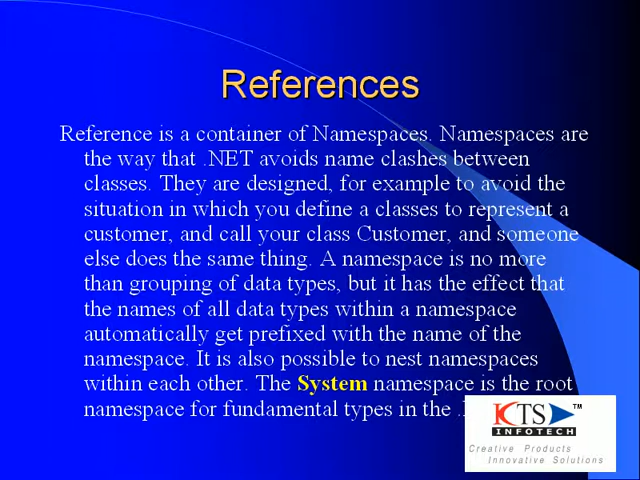 References
Reference is a container of Namespaces. Namespaces are
the way that .NET avoids name clashes between
classes. They are designed, for example to avoid the
situation in which you define a classes to represent a
customer, and call your class Customer, and someone
else does the same thing. A namespace is no more
than grouping of data types, but it has the effect that
the names of all data types within a namespace
automatically get prefixed with the name of the
namespace. It is also possible to nest namespaces
within each other. The System namespace is the root
namespace for fundamental types in the
KTS ™
INFOTECH
Creative Products
Innovative Solutions